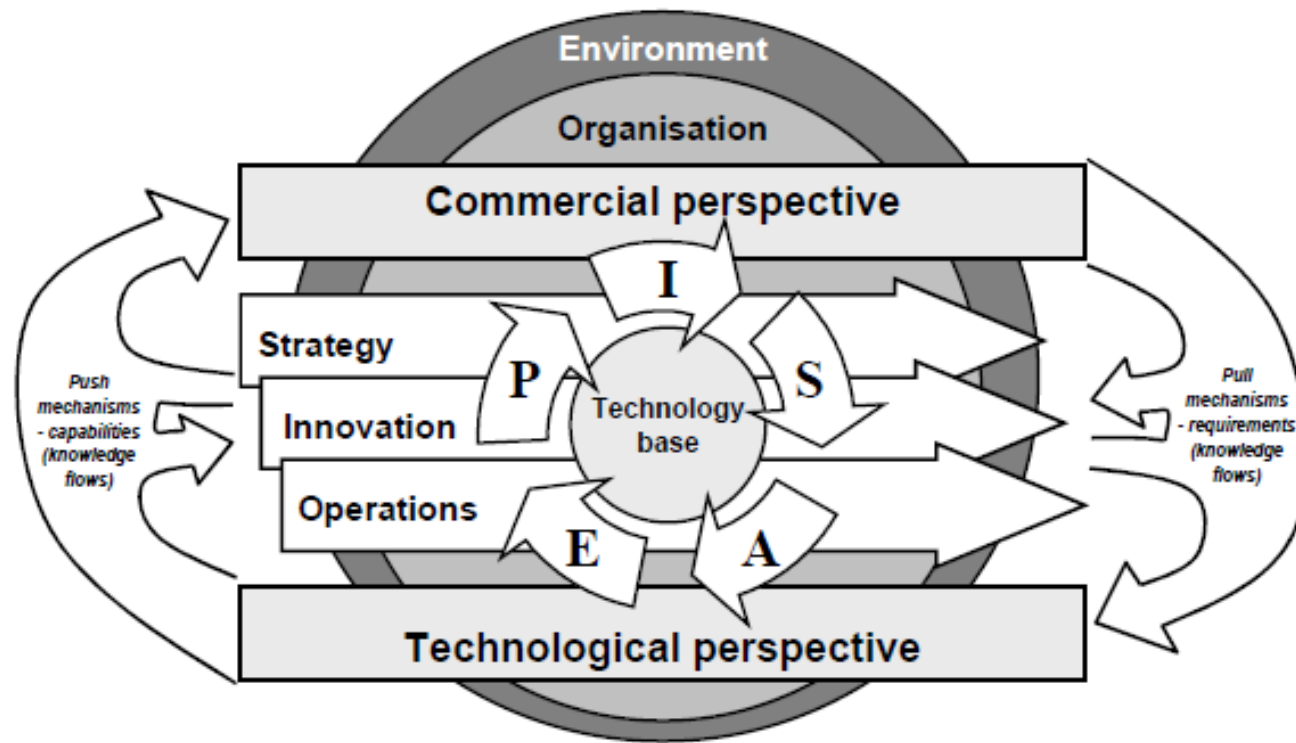 Environment
Organisation
Commercial perspective
I
Strategy
P
S
Push
mechanisms
- capabilities
(knowledge
flows)
Innovation
Technology
base
Pull
mechanisms
- requirements
(knowledge
flows)
Operations
E
A
Technological perspective